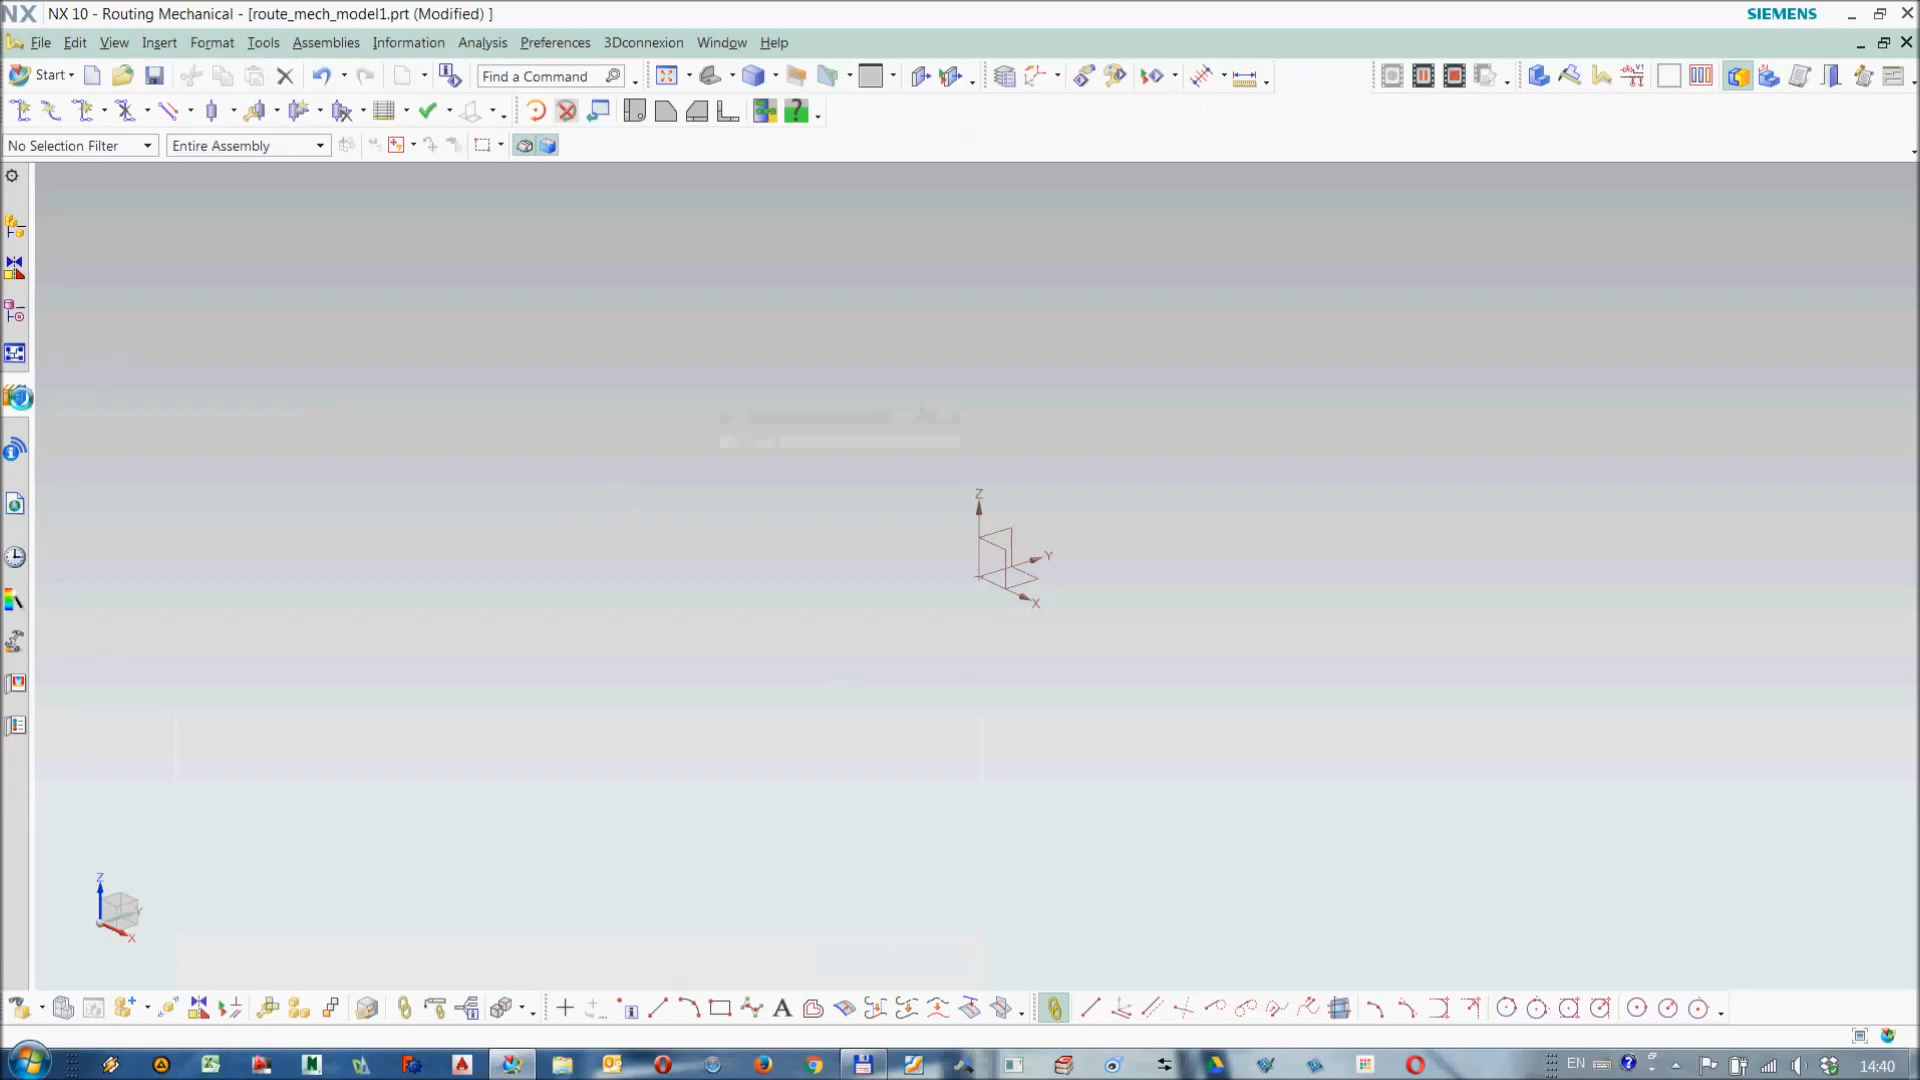 NX NX 10 - Routing Mechanical - [route_mech_model1.prt (Modified) ] SIEMENS
File Edit View Insert Format Tools Assemblies Information Analysis Preferences 3Dconnexion Window Help
Start Find a Command
No Selection Filter Entire Assembly
Z
Y
X
Z
Y
X
A
EN 14:40